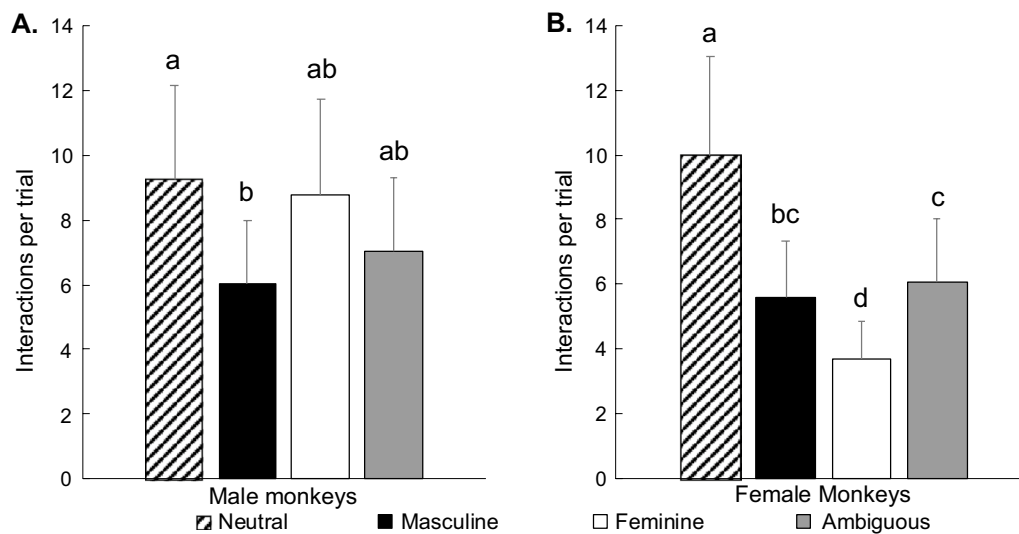 A.
Interactions per trial
14
12
10
8
6
4
2
0
a
b
ab
ab
Male monkeys
B.
Interactions per trial
14
12
10
8
6
4
2
0
a
bc
d
c
Female Monkeys
Neutral Masculine Feminine Ambiguous